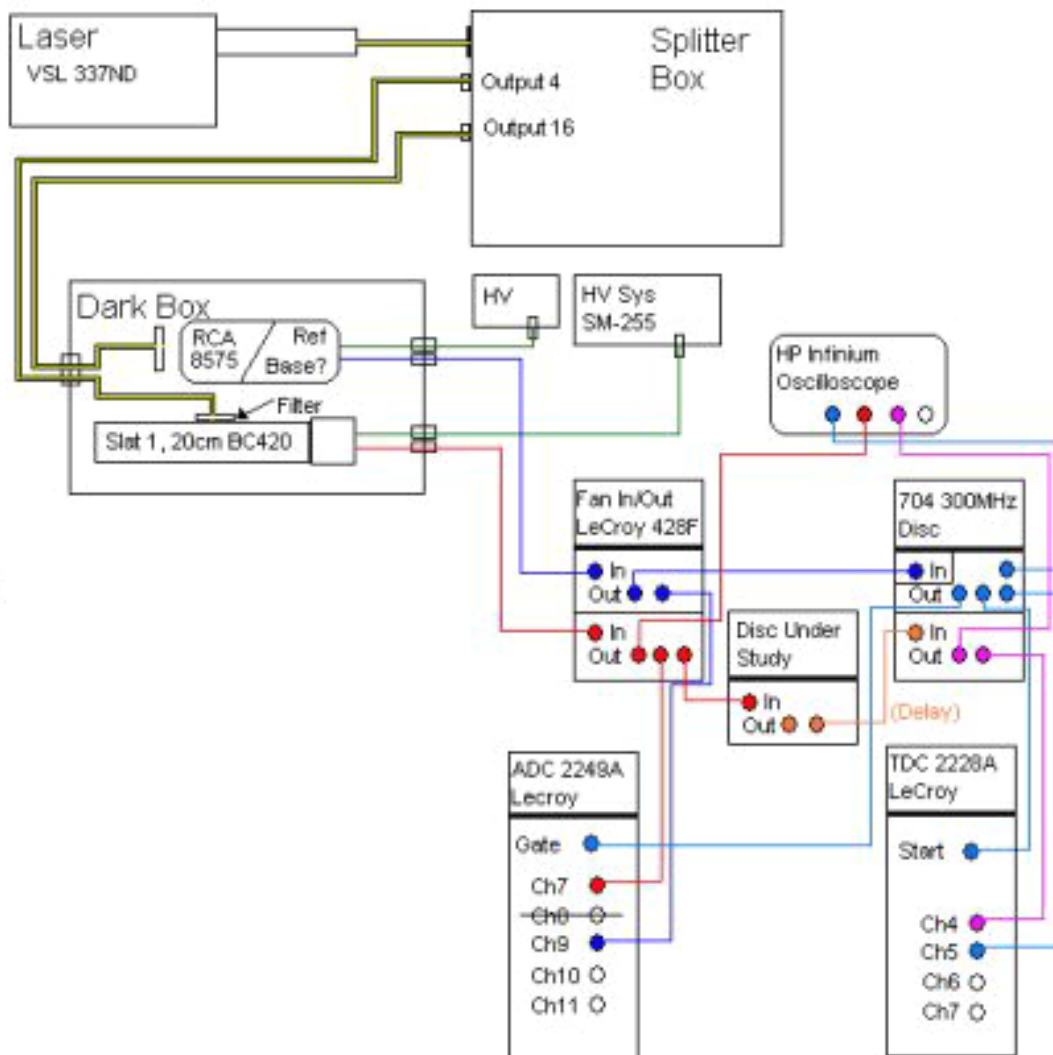 Laser
VSL 337ND
Splitter
Box
Output 4
Output 16
Dark Box
RCA
8575
Ref
Base?
Filter
Slat 1, 20cm BC420
HV
HV Sys
SM-255
HP Infinium
Oscilloscope
Fan In/Out
LeCroy 428F
In
Out
In
Out
704 300MHz
Disc
In
Out
In
Out
Disc Under
Study
In
Out
(Delay)
ADC 2249A
Lecroy
Gate
Ch7
Ch8
Ch9
Ch10
Ch11
TDC 2228A
LeCroy
Start
Ch4
Ch5
Ch6
Ch7